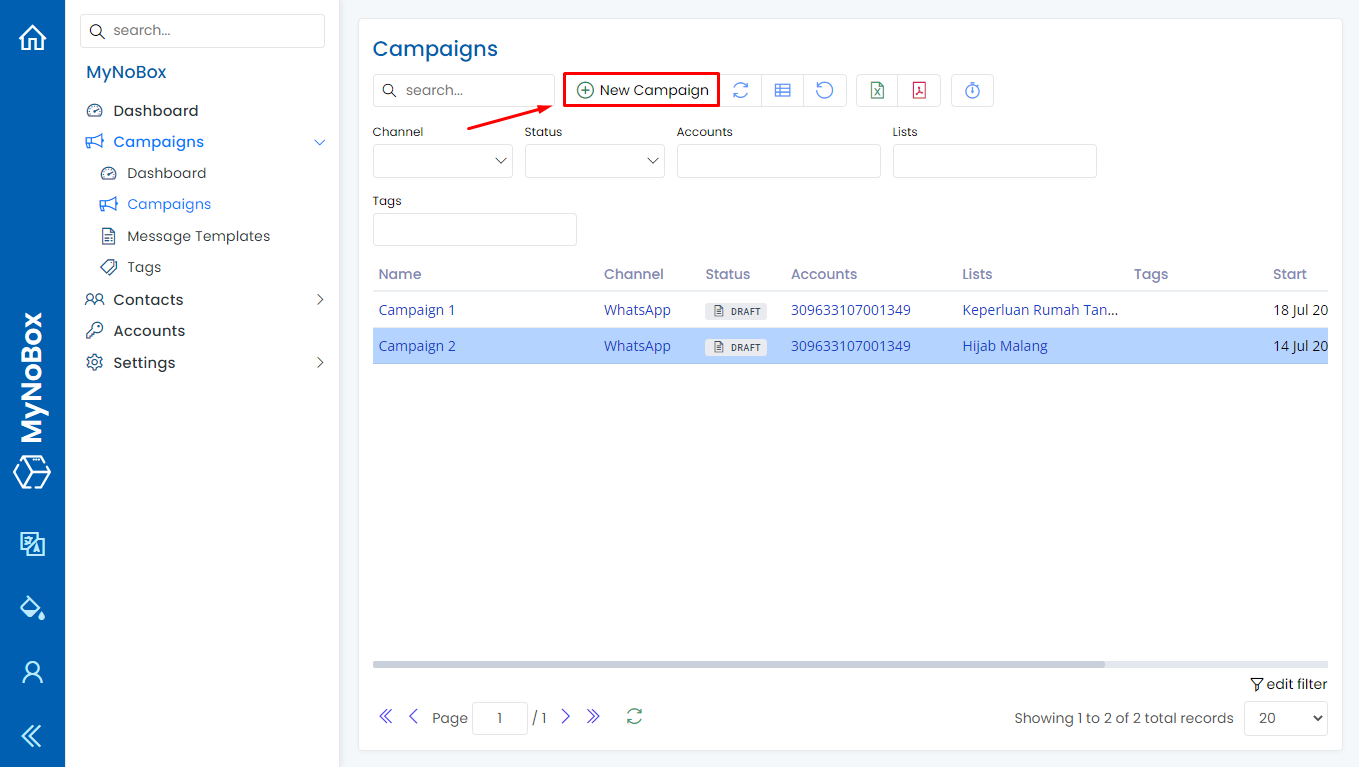 MyNoBox
search...
MyNoBox
Dashboard
Campaigns
Dashboard
Campaigns
Message Templates
Tags
Contacts
Accounts
Settings
Campaigns
search...
New Campaign
Channel Status Accounts Lists
Tags
Name Channel Status Accounts Lists Tags Start
Campaign 1 WhatsApp DRAFT 309633107001349 Keperluan Rumah Tan... 18 Jul 20
Campaign 2 WhatsApp DRAFT 309633107001349 Hijab Malang 14 Jul 20
edit filter
Page 1 / 1 Showing 1 to 2 of 2 total records 20